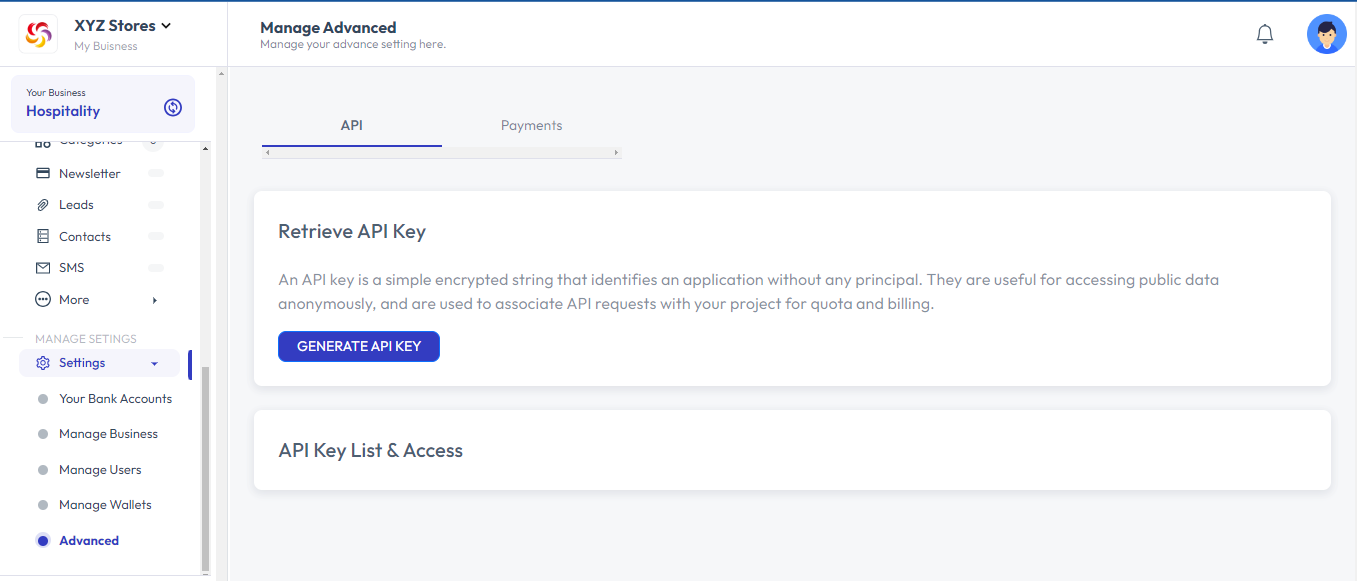 XYZ Stores
My Buisness
Manage Advanced
Manage your advance setting here.
Your Business
Hospitality
Categories
Newsletter
Leads
Contacts
SMS
More
MANAGE SETINGS
Settings
Your Bank Accounts
Manage Business
Manage Users
Manage Wallets
Advanced
API
Payments
Retrieve API Key
An API key is a simple encrypted string that identifies an application without any principal. They are useful for accessing public data
anonymously, and are used to associate API requests with your project for quota and billing.
GENERATE API KEY
API Key List & Access